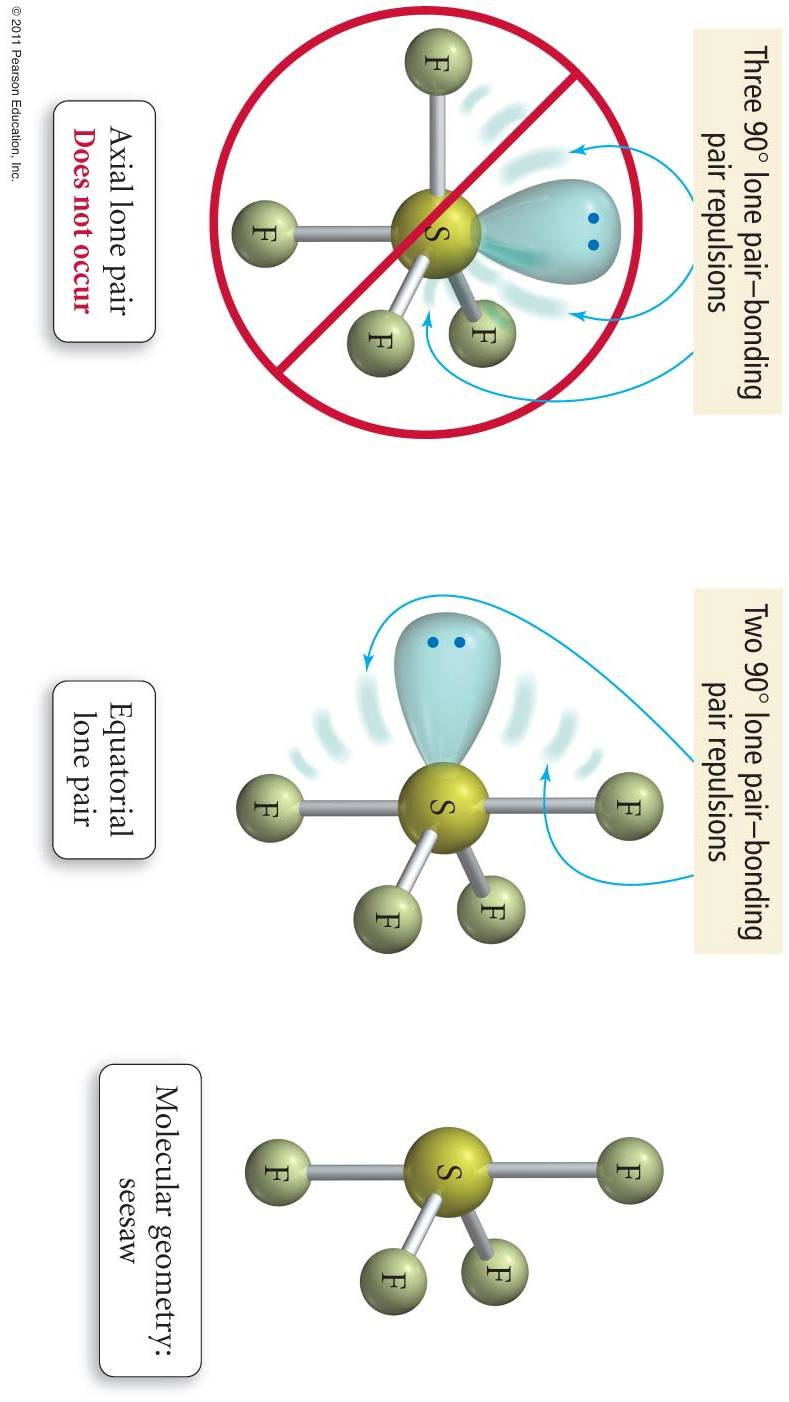 Three 90° lone pair–bonding
pair repulsions
F
S
F
F
F
Axial lone pair
Does not occur
Two 90° lone pair–bonding
pair repulsions
F
S
F
F
F
Equatorial
lone pair
F
S
F
F
F
Molecular geometry:
seesaw
© 2011 Pearson Education, Inc.